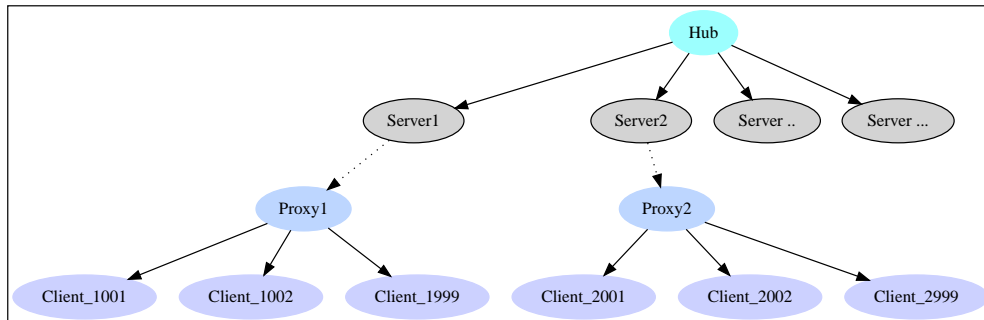 Hub
Server1
Server2
Server ..
Server ...
Proxy1
Proxy2
Client_1001
Client_1002
Client_1999
Client_2001
Client_2002
Client_2999